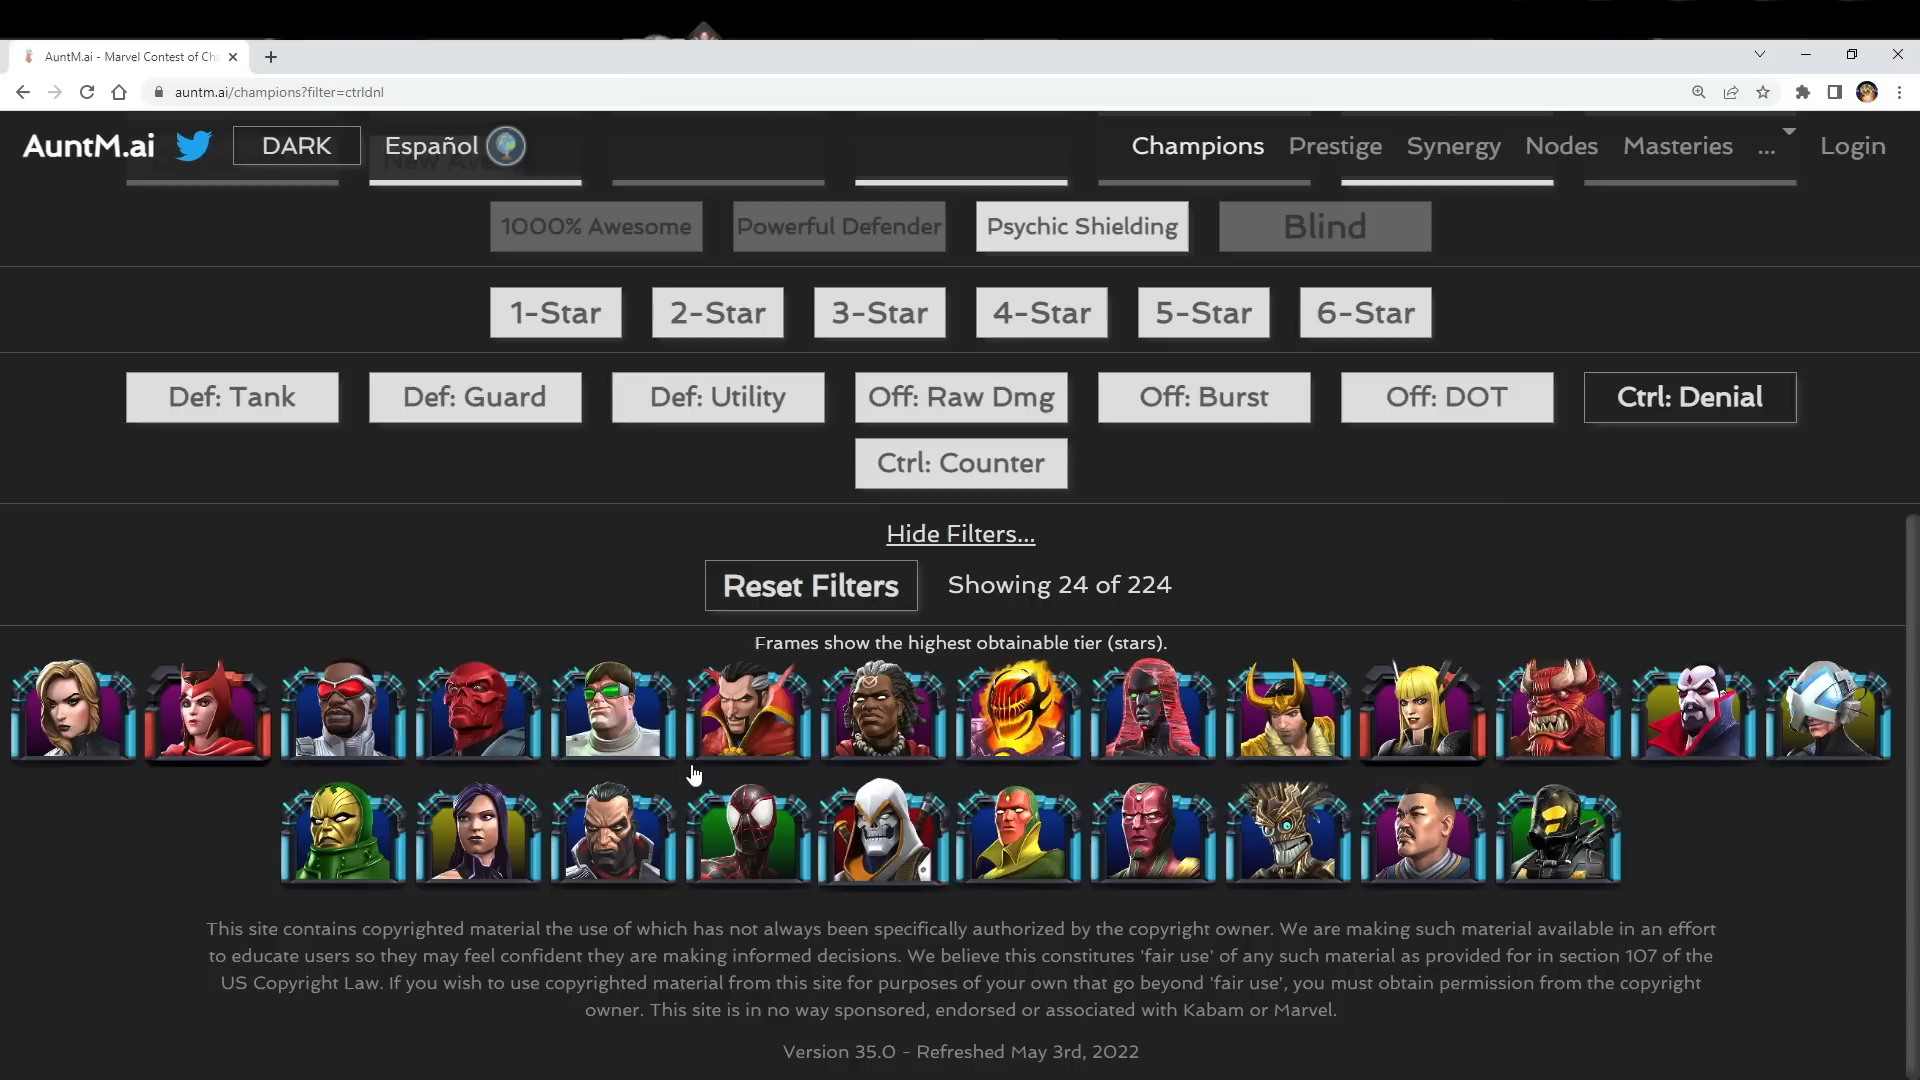 AuntM.ai - Marvel Contest of Ch
auntm.ai/champions?filter=ctrldnl
AuntM.ai DARK Español Champions Prestige Synergy Nodes Masteries ... Login
1000% Awesome Powerful Defender Psychic Shielding Blind
1-Star 2-Star 3-Star 4-Star 5-Star 6-Star
Def: Tank Def: Guard Def: Utility Off: Raw Dmg Off: Burst Off: DOT Ctrl: Denial
Ctrl: Counter
Hide Filters...
Reset Filters Showing 24 of 224
Frames show the highest obtainable tier (stars).
This site contains copyrighted material the use of which has not always been specifically authorized by the copyright owner. We are making such material available in an effort
to educate users so they may feel confident they are making informed decisions. We believe this constitutes 'fair use' of any such material as provided for in section 107 of the
US Copyright Law. If you wish to use copyrighted material from this site for purposes of your own that go beyond 'fair use', you must obtain permission from the copyright
owner. This site is in no way sponsored, endorsed or associated with Kabam or Marvel.
Version 35.0 - Refreshed May 3rd, 2022